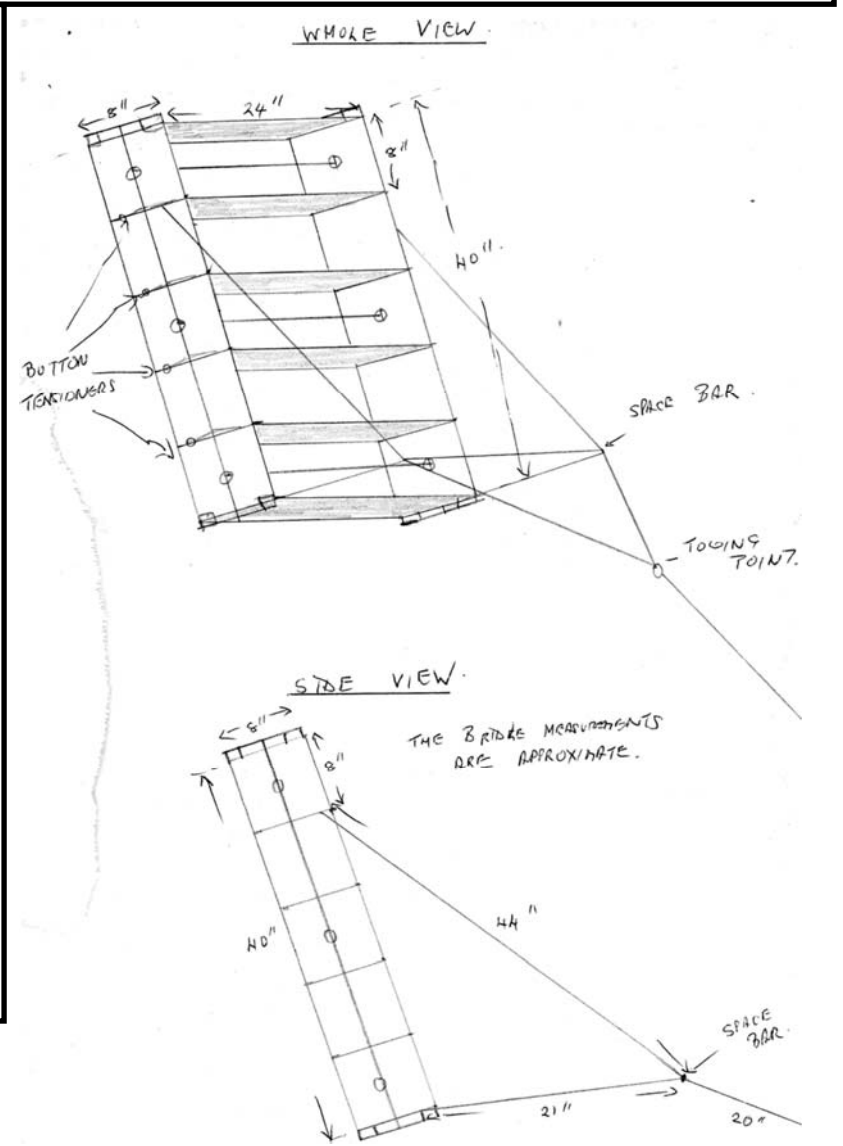 WHOLE VIEW.
8"
24"
8"
40".
BUTTON
TENSIONERS
SPACE BAR.
TOWING
POINT.
SIDE VIEW.
8"
THE BRIDLE MEASUREMENTS
ARE APPROXIMATE.
8"
44"
40"
SPACE
BAR.
21"
20"